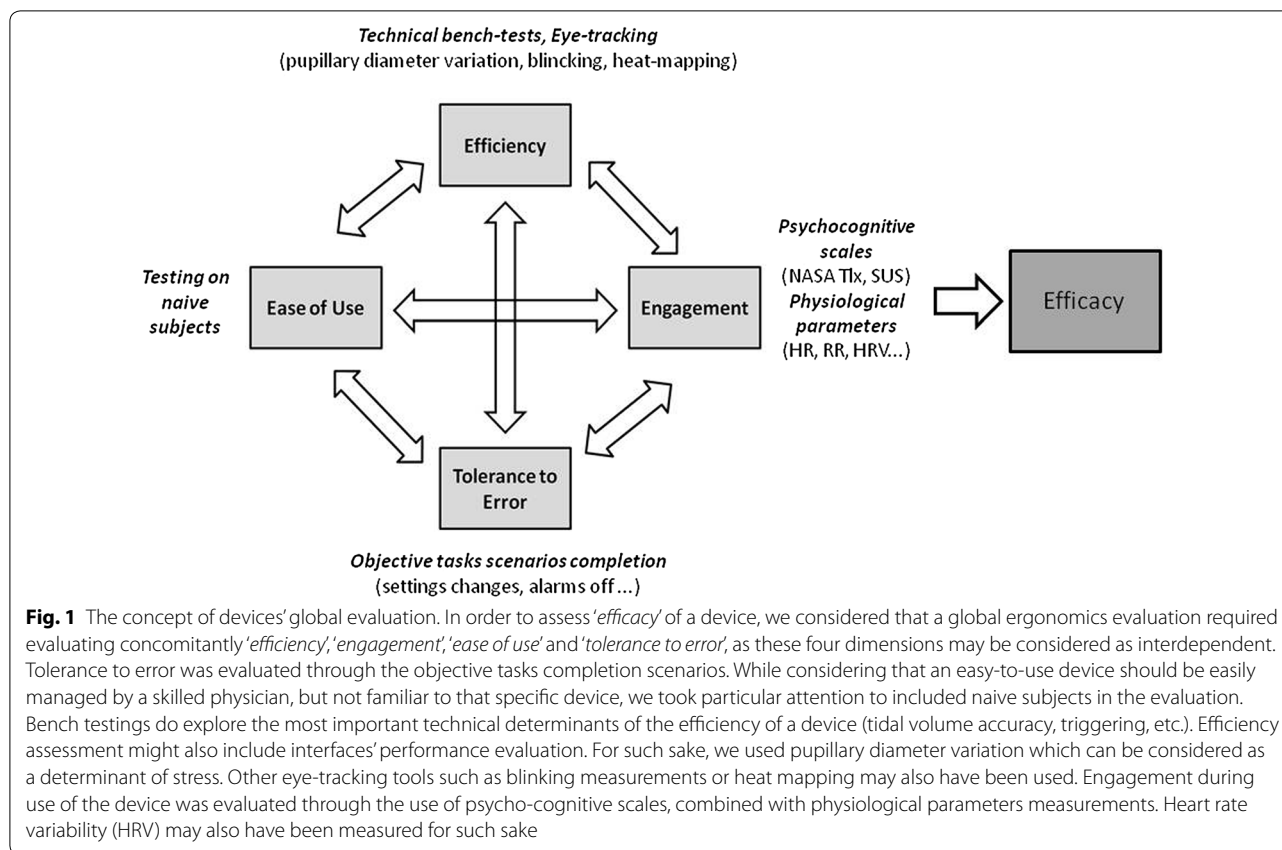 Technical bench-tests, Eye-tracking
(pupillary diameter variation, blincking, heat-mapping)
Efficiency
Psychocognitive
scales
(NASA Tlx, SUS)
Physiological
parameters
(HR, RR, HRV...)
Testing on
naive
subjects
Ease of Use
Engagement
Efficacy
Tolerance to
Error
Objective tasks scenarios completion
(settings changes, alarms off ...)
Fig. 1 The concept of devices’ global evaluation. In order to assess ‘efficacy’ of a device, we considered that a global ergonomics evaluation required
evaluating concomitantly ‘efficiency’, ‘engagement’, ‘ease of use’ and ‘tolerance to error’, as these four dimensions may be considered as interdependent.
Tolerance to error was evaluated through the objective tasks completion scenarios. While considering that an easy-to-use device should be easily
managed by a skilled physician, but not familiar to that specific device, we took particular attention to included naive subjects in the evaluation.
Bench testings do explore the most important technical determinants of the efficiency of a device (tidal volume accuracy, triggering, etc.). Efficiency
assessment might also include interfaces’ performance evaluation. For such sake, we used pupillary diameter variation which can be considered as
a determinant of stress. Other eye-tracking tools such as blinking measurements or heat mapping may also have been used. Engagement during
use of the device was evaluated through the use of psycho-cognitive scales, combined with physiological parameters measurements. Heart rate
variability (HRV) may also have been measured for such sake